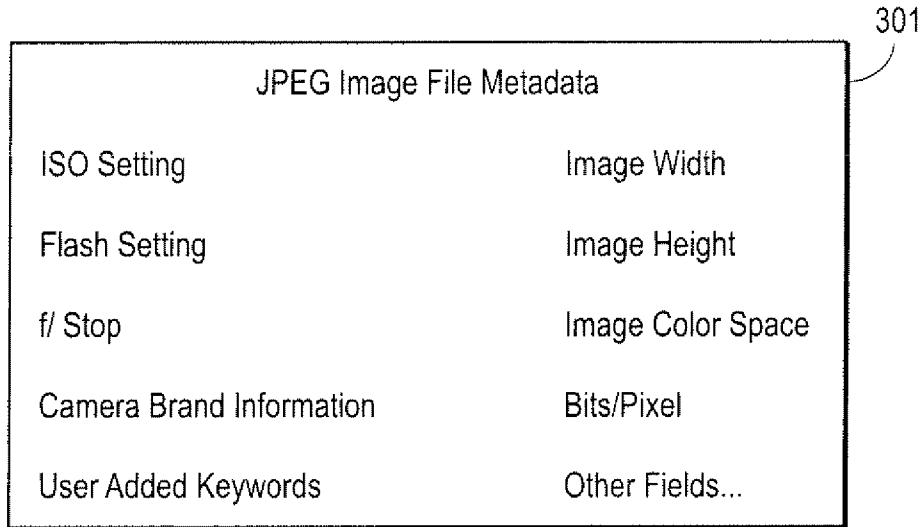 301
JPEG Image File Metadata
ISO Setting Image Width
Flash Setting Image Height
f/ Stop Image Color Space
Camera Brand Information Bits/Pixel
User Added Keywords Other Fields...